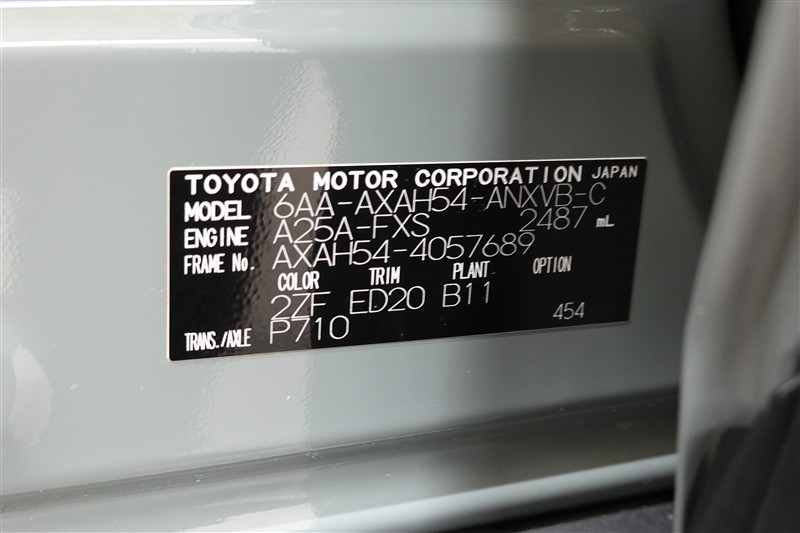 TOYOTA MOTOR CORPORATION JAPAN
MODEL 6AA-AXAH54-ANXVB-C
ENGINE A25A-FXS 2487 mL
FRAME No. AXAH54-4057689
COLOR TRIM PLANT OPTION
2ZF ED20 B11
TRANS./AXLE P710 454